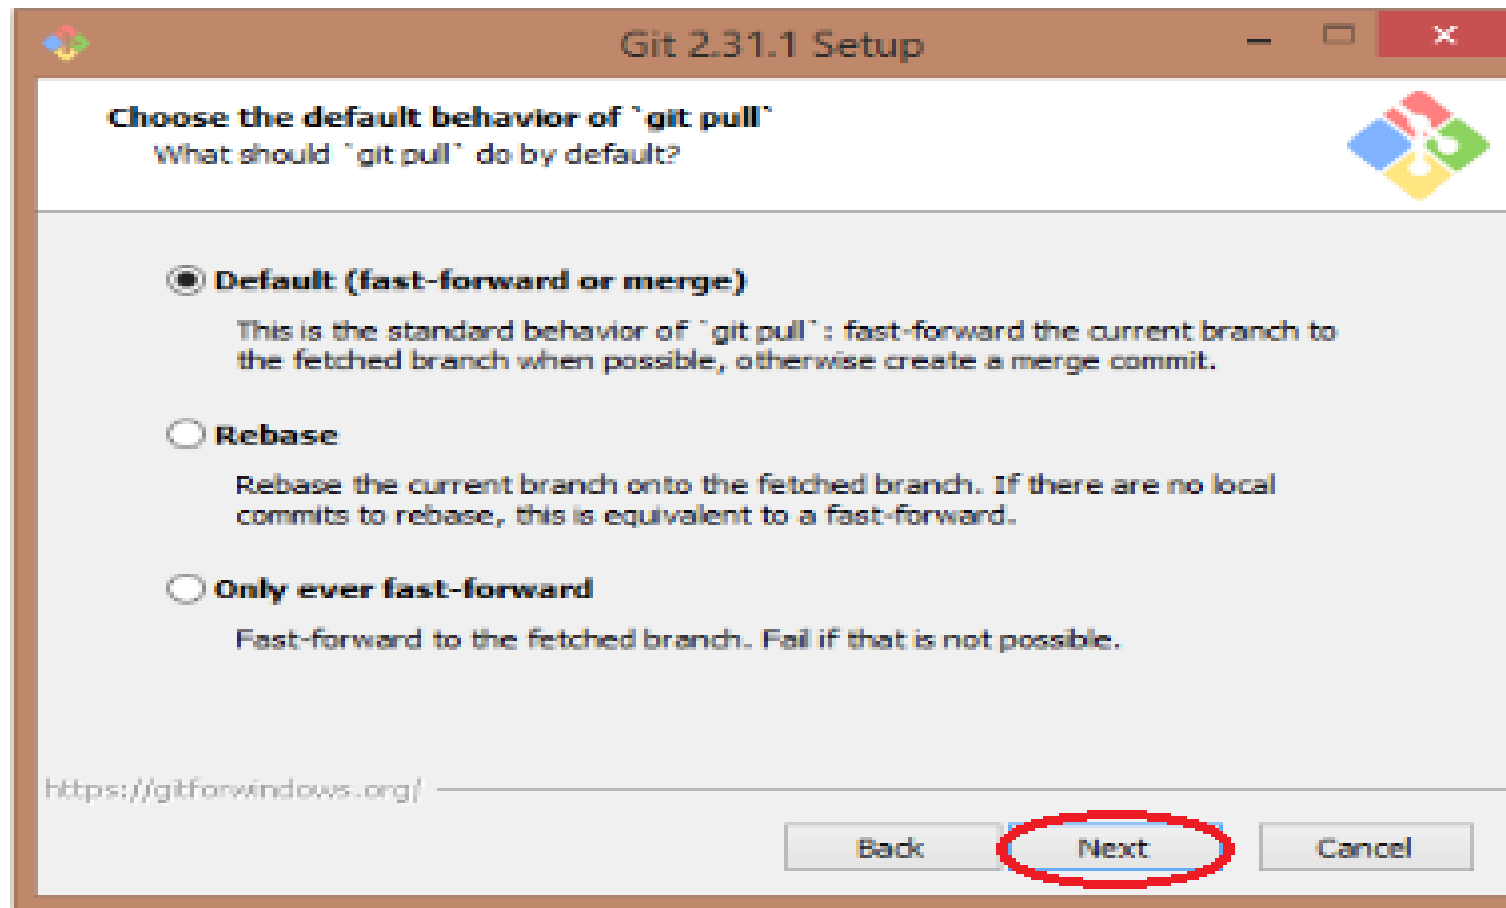 Git 2.31.1 Setup
Choose the default behavior of `git pull`
What should `git pull` do by default?
Default (fast-forward or merge)
This is the standard behavior of `git pull`: fast-forward the current branch to
the fetched branch when possible, otherwise create a merge commit.
Rebase
Rebase the current branch onto the fetched branch. If there are no local
commits to rebase, this is equivalent to a fast-forward.
Only ever fast-forward
Fast-forward to the fetched branch. Fail if that is not possible.
https://gitforwindows.org/
Back Next Cancel